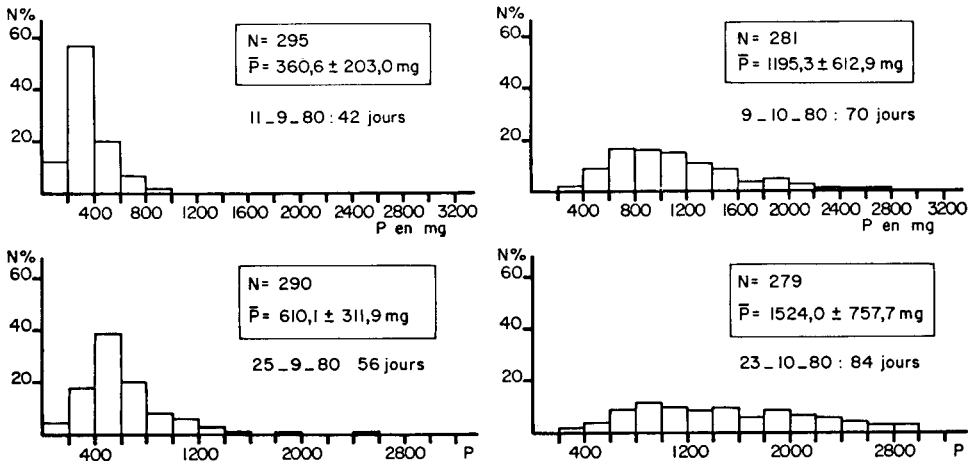 N%
60
40
20
N= 295
P̄= 360,6 ± 203,0 mg
11_9_80 : 42 jours
400 800 1200 2000 2400 2800 3200
P en mg
N%
60
40
20
N= 281
P̄= 1195,3 ± 612,9 mg
9_10_80 : 70 jours
400 800 1200 2000 2400 2800 3200
P en mg
N%
60
40
20
N= 290
P̄= 610,1 ± 311,9 mg
25_9_80 56 jours
400 1200 2000 2800 P
N%
60
40
20
N= 279
P̄= 1524,0 ± 757,7 mg
23_10_80 : 84 jours
400 1200 2000 2800 P